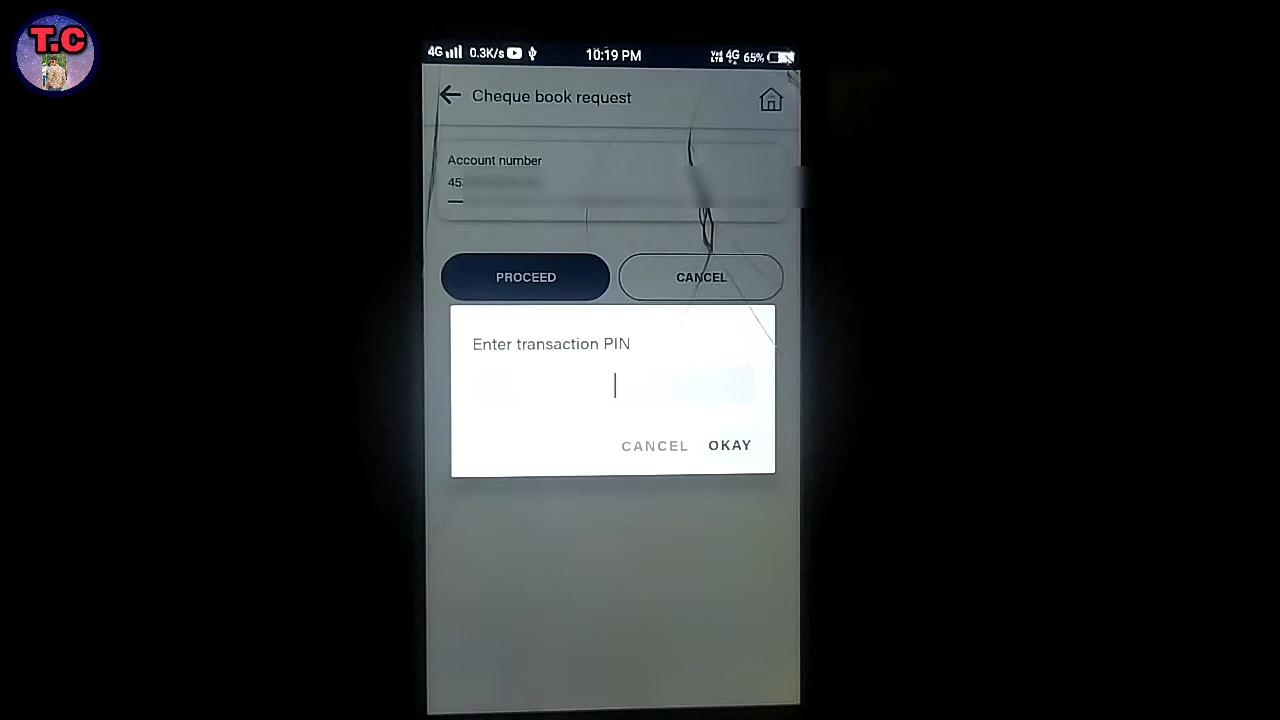 T.C
4G 0.3K/s 10:19 PM VoLTE 4G 65%
Cheque book request
Account number
45
PROCEED CANCEL
Enter transaction PIN
CANCEL OKAY